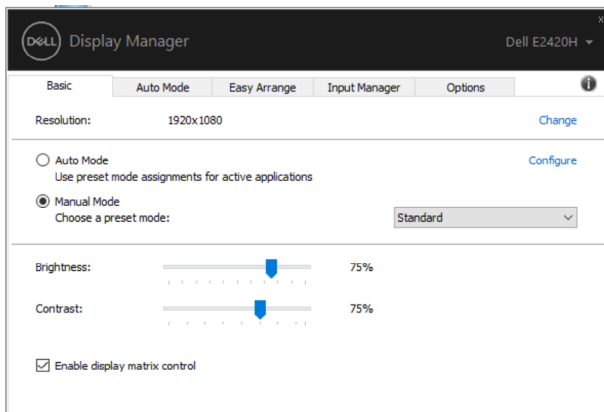 DELL Display Manager
Dell E2420H
Basic Auto Mode Easy Arrange Input Manager Options
Resolution: 1920x1080 Change
Auto Mode Configure
Use preset mode assignments for active applications
Manual Mode
Choose a preset mode: Standard
Brightness: 75%
Contrast: 75%
Enable display matrix control